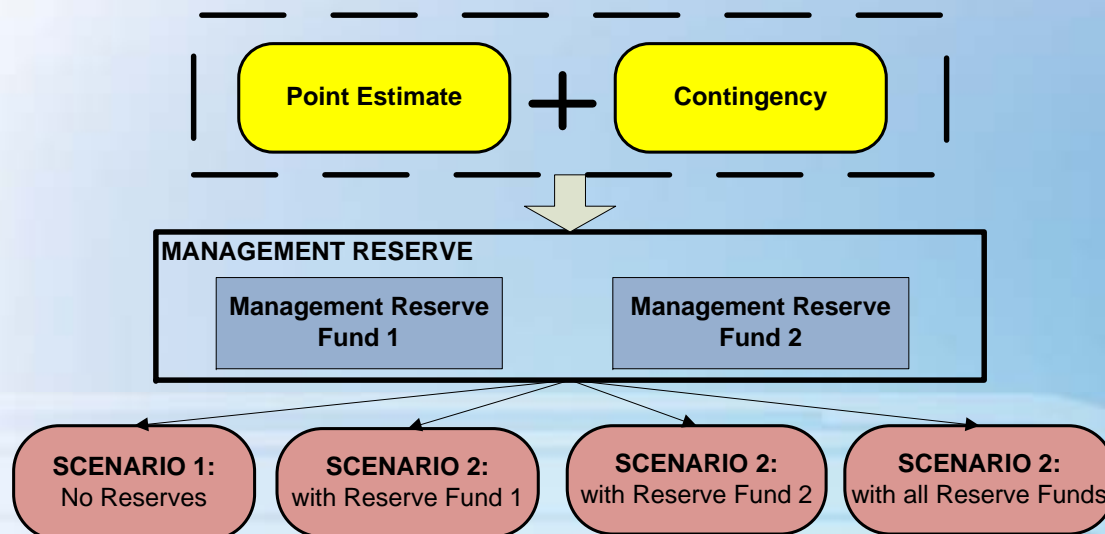 Point Estimate + Contingency
MANAGEMENT RESERVE
Management Reserve
Fund 1
Management Reserve
Fund 2
SCENARIO 1:
No Reserves
SCENARIO 2:
with Reserve Fund 1
SCENARIO 2:
with Reserve Fund 2
SCENARIO 2:
with all Reserve Funds